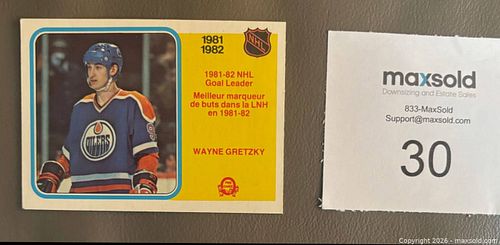 1981
1982
NHL
1981-82 NHL
Goal Leader
Meilleur marqueur
de buts dans la LNH
en 1981-82
WAYNE GRETZKY
OILERS
maxsold
Downsizing and Estate Sales
833-MaxSold
Support@maxsold.com
30
Copyright 2026 - maxsold.com